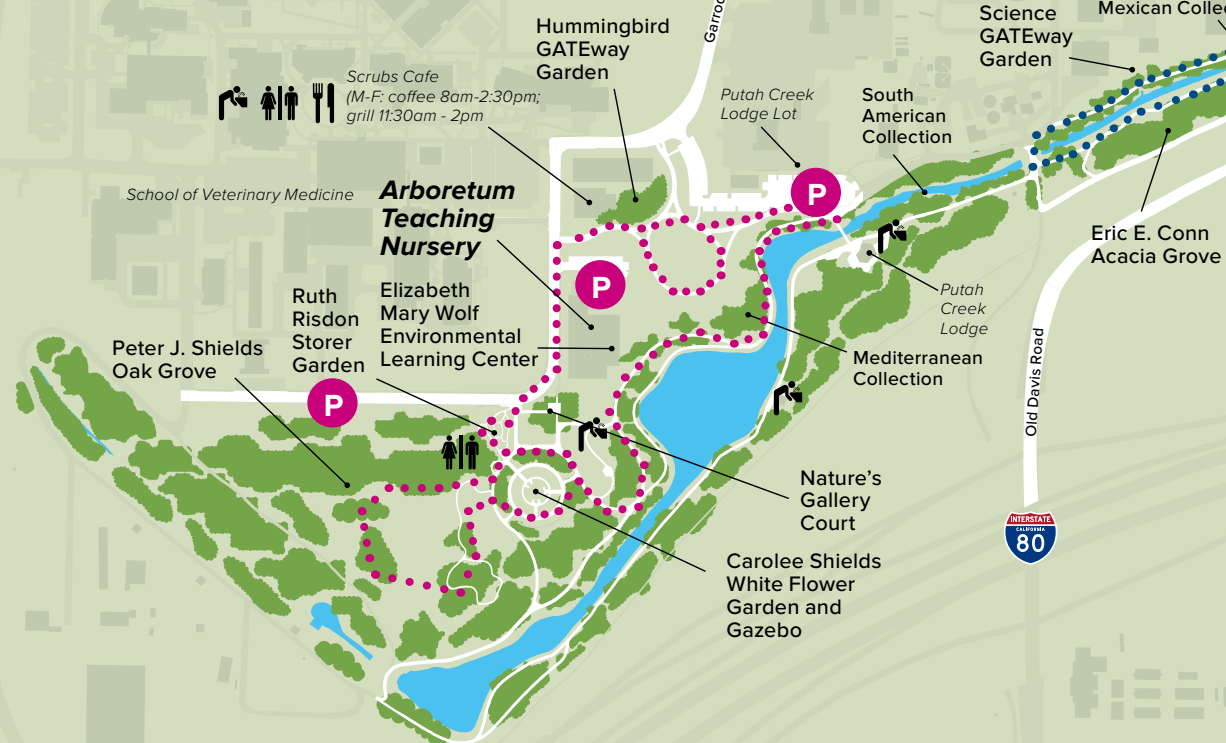 Hummingbird
GATEway
Garden
Garroc
Science
GATEway
Garden
Mexican Collec
Scrubs Cafe
(M-F: coffee 8am-2:30pm;
grill 11:30am - 2pm
Putah Creek
Lodge Lot
South
American
Collection
School of Veterinary Medicine
Arboretum
Teaching
Nursery
P
Eric E. Conn
Acacia Grove
Elizabeth
Mary Wolf
Environmental
Learning Center
P
Ruth
Risdon
Storer
Garden
Putah
Creek
Lodge
Peter J. Shields
Oak Grove
P
Mediterranean
Collection
Old Davis Road
Nature's
Gallery
Court
INTERSTATE
CALIFORNIA
80
Carolee Shields
White Flower
Garden and
Gazebo